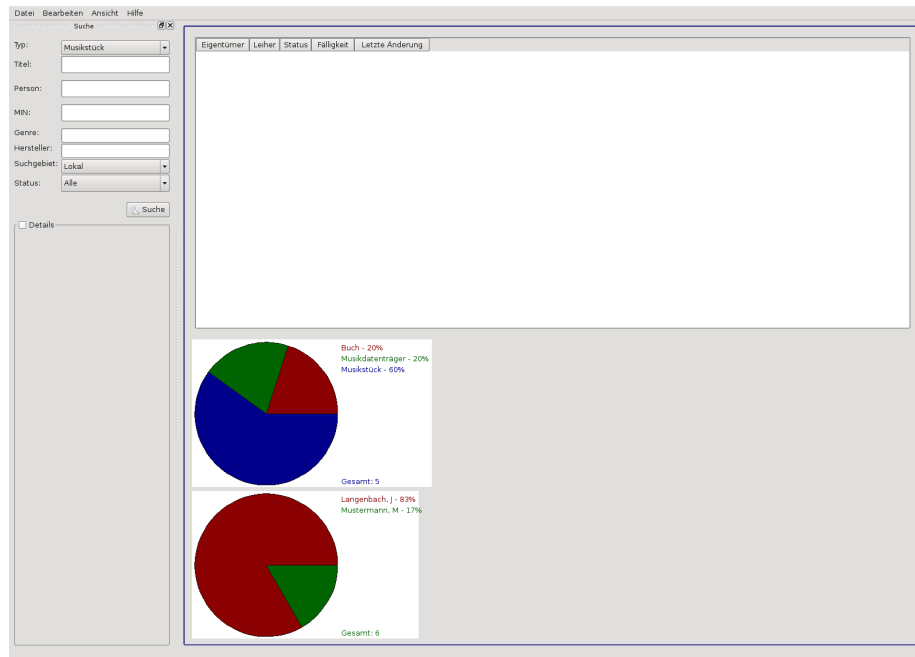 Datei Bearbeiten Ansicht Hilfe
Suche
Typ: Musikstück
Titel:
Person:
MIN:
Genre:
Hersteller:
Suchgebiet: Lokal
Status: Alle
Suche
Details
Eigentümer Leiher Status Fälligkeit Letzte Änderung
Buch - 20%
Musikdatenträger - 20%
Musikstück - 60%
Gesamt: 5
Langenbach, J - 83%
Mustermann, M - 17%
Gesamt: 6